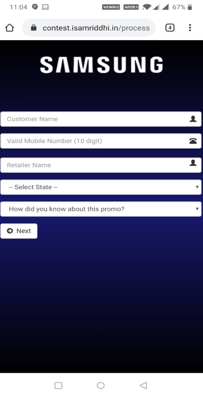 11:04 67%
contest.isamriddhi.in/process 4
SAMSUNG
Customer Name
Valid Mobile Number (10 digit)
Retailer Name
-- Select State --
How did you know about this promo?
Next